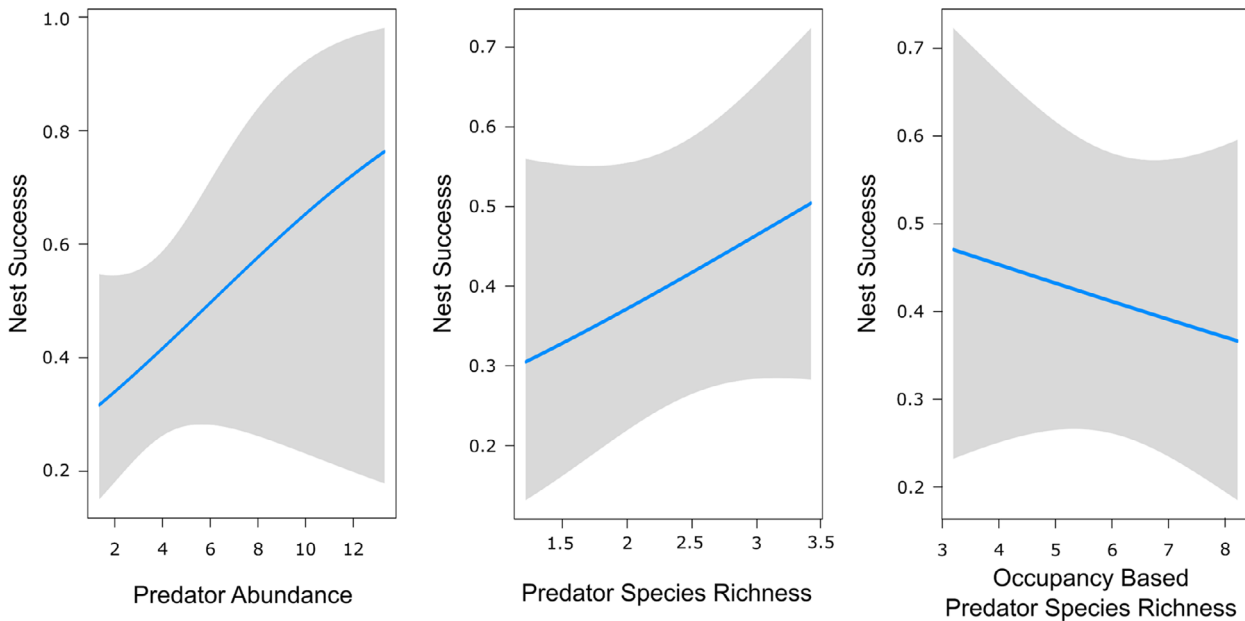 Nest Successs
1.0
0.8
0.6
0.4
0.2
2 4 6 8 10 12
Predator Abundance
Nest Successs
0.7
0.6
0.5
0.4
0.3
0.2
1.5 2 2.5 3 3.5
Predator Species Richness
Nest Successs
0.7
0.6
0.5
0.4
0.3
0.2
3 4 5 6 7 8
Occupancy Based
Predator Species Richness